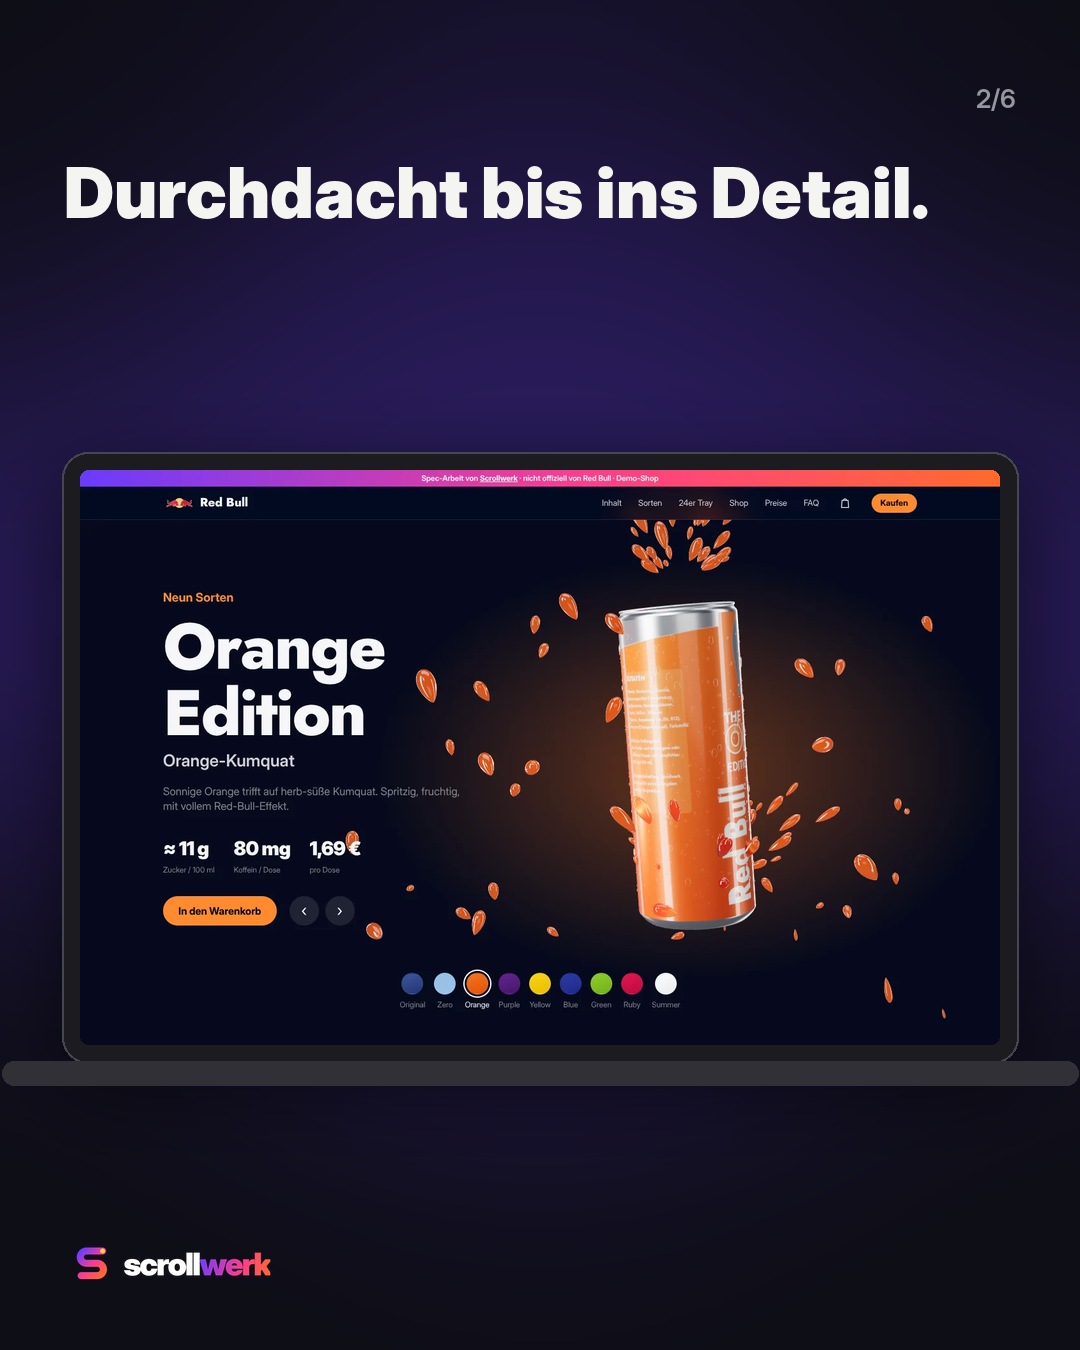 2/6
Durchdacht bis ins Detail.
Spec-Arbeit von Scrollwerk · nicht offiziell von Red Bull · Demo-Shop
Red Bull
Inhalt Sorten 24er Tray Shop Preise FAQ Kaufen
Neun Sorten
Orange
Edition
Orange-Kumquat
Sonnige Orange trifft auf herb-süße Kumquat. Spritzig, fruchtig,
mit vollem Red-Bull-Effekt.
≈ 11 g 80 mg 1,69 €
Zucker / 100 ml Koffein / Dose pro Dose
In den Warenkorb
THE
O
Red Bull
Original Zero Orange Purple Yellow Blue Green Ruby Summer
scrollwerk